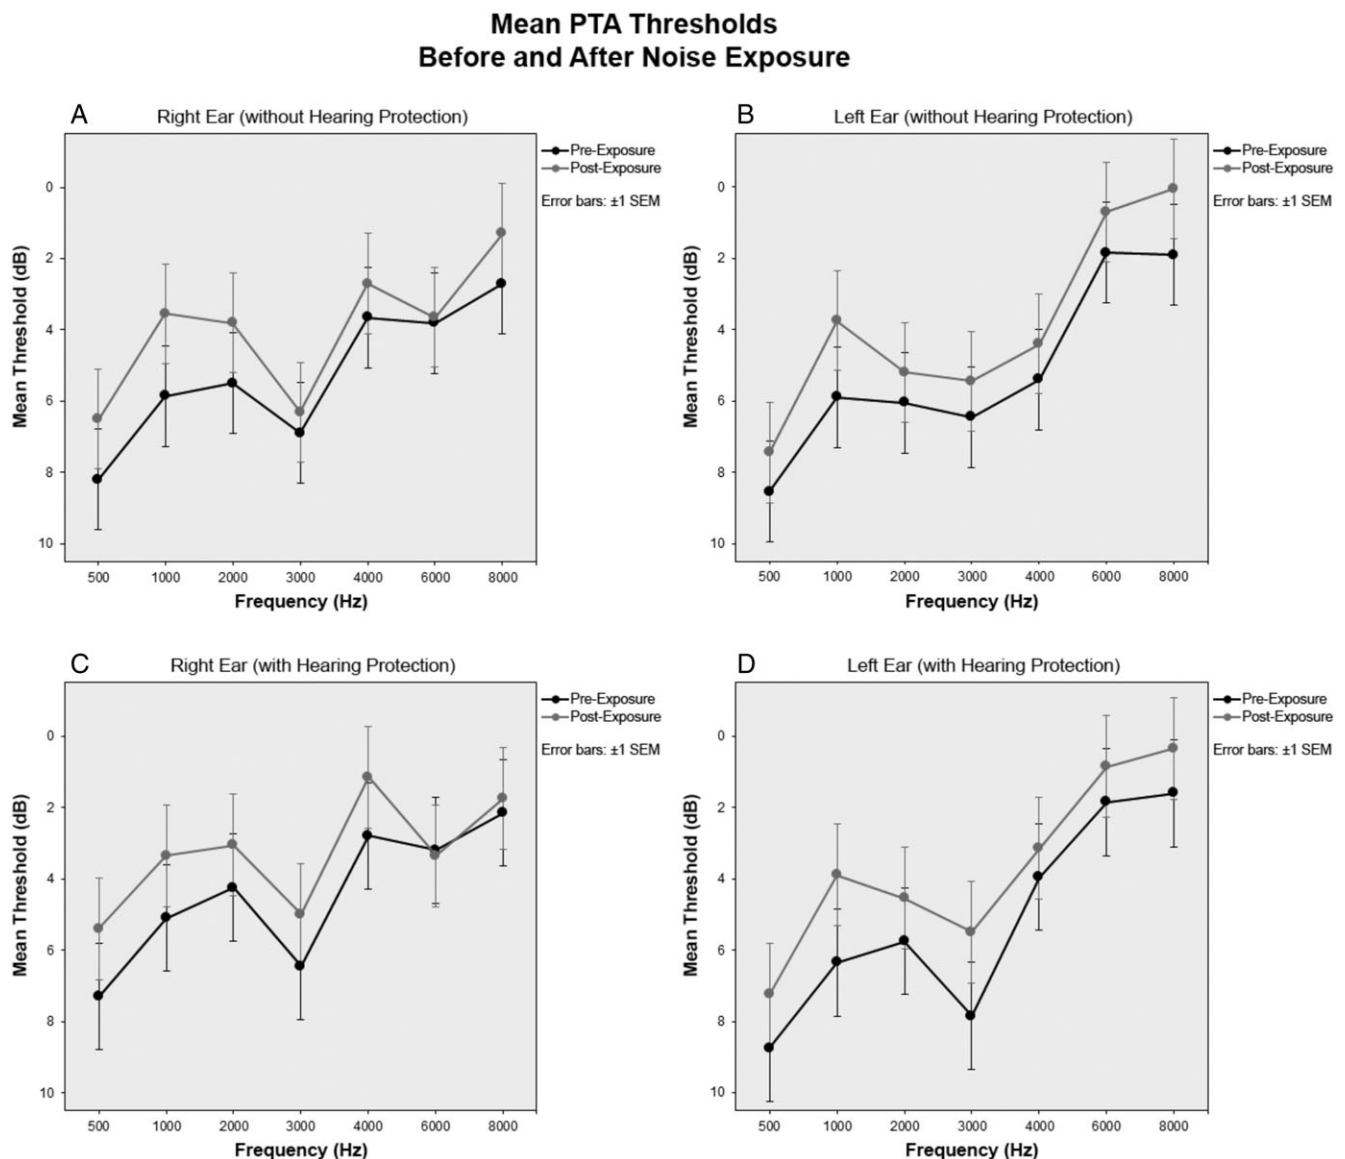 Mean PTA Thresholds
Before and After Noise Exposure
A
Right Ear (without Hearing Protection)
Pre-Exposure
Post-Exposure
Error bars: ±1 SEM
Mean Threshold (dB)
0
2
4
6
8
10
500 1000 2000 3000 4000 6000 8000
Frequency (Hz)
B
Left Ear (without Hearing Protection)
Pre-Exposure
Post-Exposure
Error bars: ±1 SEM
Mean Threshold (dB)
0
2
4
6
8
10
500 1000 2000 3000 4000 6000 8000
Frequency (Hz)
C
Right Ear (with Hearing Protection)
Pre-Exposure
Post-Exposure
Error bars: ±1 SEM
Mean Threshold (dB)
0
2
4
6
8
10
500 1000 2000 3000 4000 6000 8000
Frequency (Hz)
D
Left Ear (with Hearing Protection)
Pre-Exposure
Post-Exposure
Error bars: ±1 SEM
Mean Threshold (dB)
0
2
4
6
8
10
500 1000 2000 3000 4000 6000 8000
Frequency (Hz)